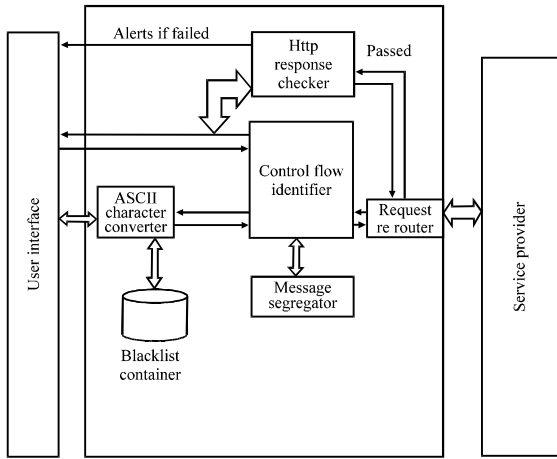 Alerts if failed
Http
response
checker
Passed
Control flow
identifier
ASCII
character
converter
Request
re router
Message
segregator
Blacklist
container
User interface
Service provider